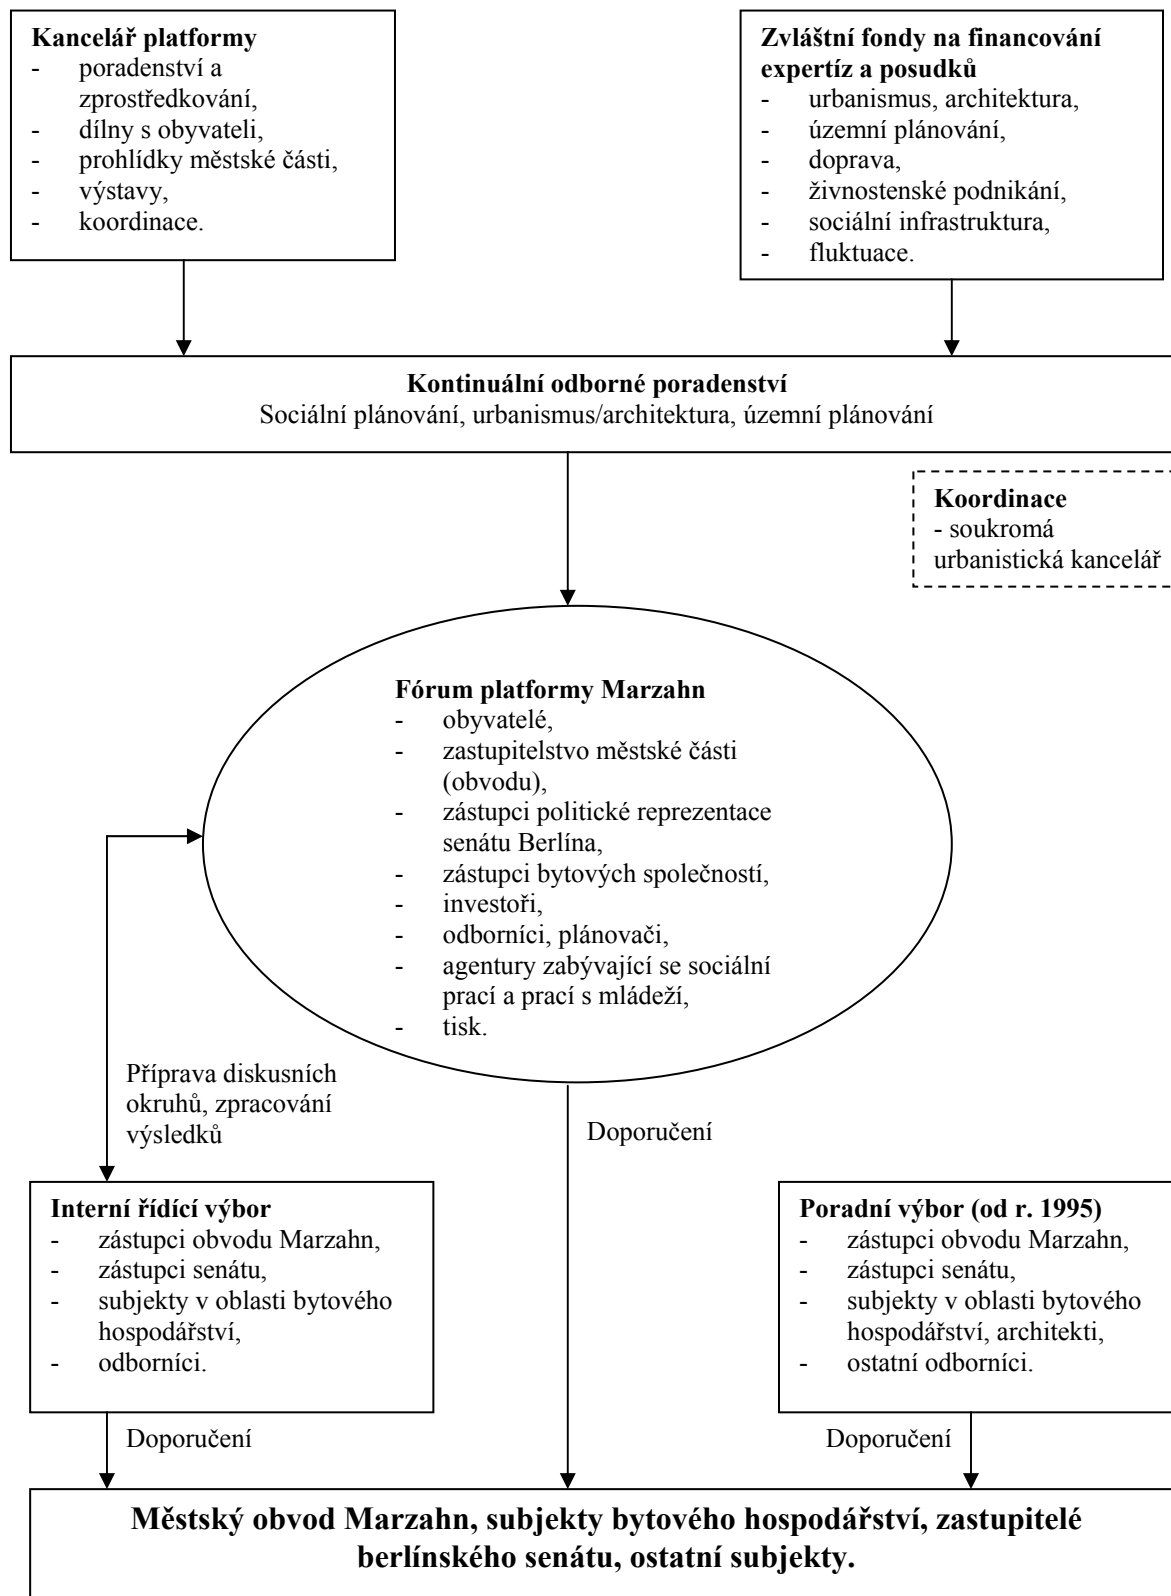 Kancelář platformy
- poradenství a
zprostředkování,
- dílny s obyvateli,
- prohlídky městské části,
- výstavy,
- koordinace.
Zvláštní fondy na financování
expertíz a posudků
- urbanismus, architektura,
- územní plánování,
- doprava,
- živnostenské podnikání,
- sociální infrastruktura,
- fluktuace.
Kontinuální odborné poradenství
Sociální plánování, urbanismus/architektura, územní plánování
Koordinace
- soukromá
urbanistická kancelář
Fórum platformy Marzahn
- obyvatelé,
- zastupitelstvo městské části
(obvodu),
- zástupci politické reprezentace
senátu Berlína,
- zástupci bytových společností,
- investoři,
- odborníci, plánovači,
- agentury zabývající se sociální
prací a prací s mládeží,
- tisk.
Příprava diskusních
okruhů, zpracování
výsledků
Doporučení
Interní řídící výbor
- zástupci obvodu Marzahn,
- zástupci senátu,
- subjekty v oblasti bytového
hospodářství,
- odborníci.
Poradní výbor (od r. 1995)
- zástupci obvodu Marzahn,
- zástupci senátu,
- subjekty v oblasti bytového
hospodářství, architekti,
- ostatní odborníci.
Doporučení
Doporučení
Městský obvod Marzahn, subjekty bytového hospodářství, zastupitelé
berlínského senátu, ostatní subjekty.